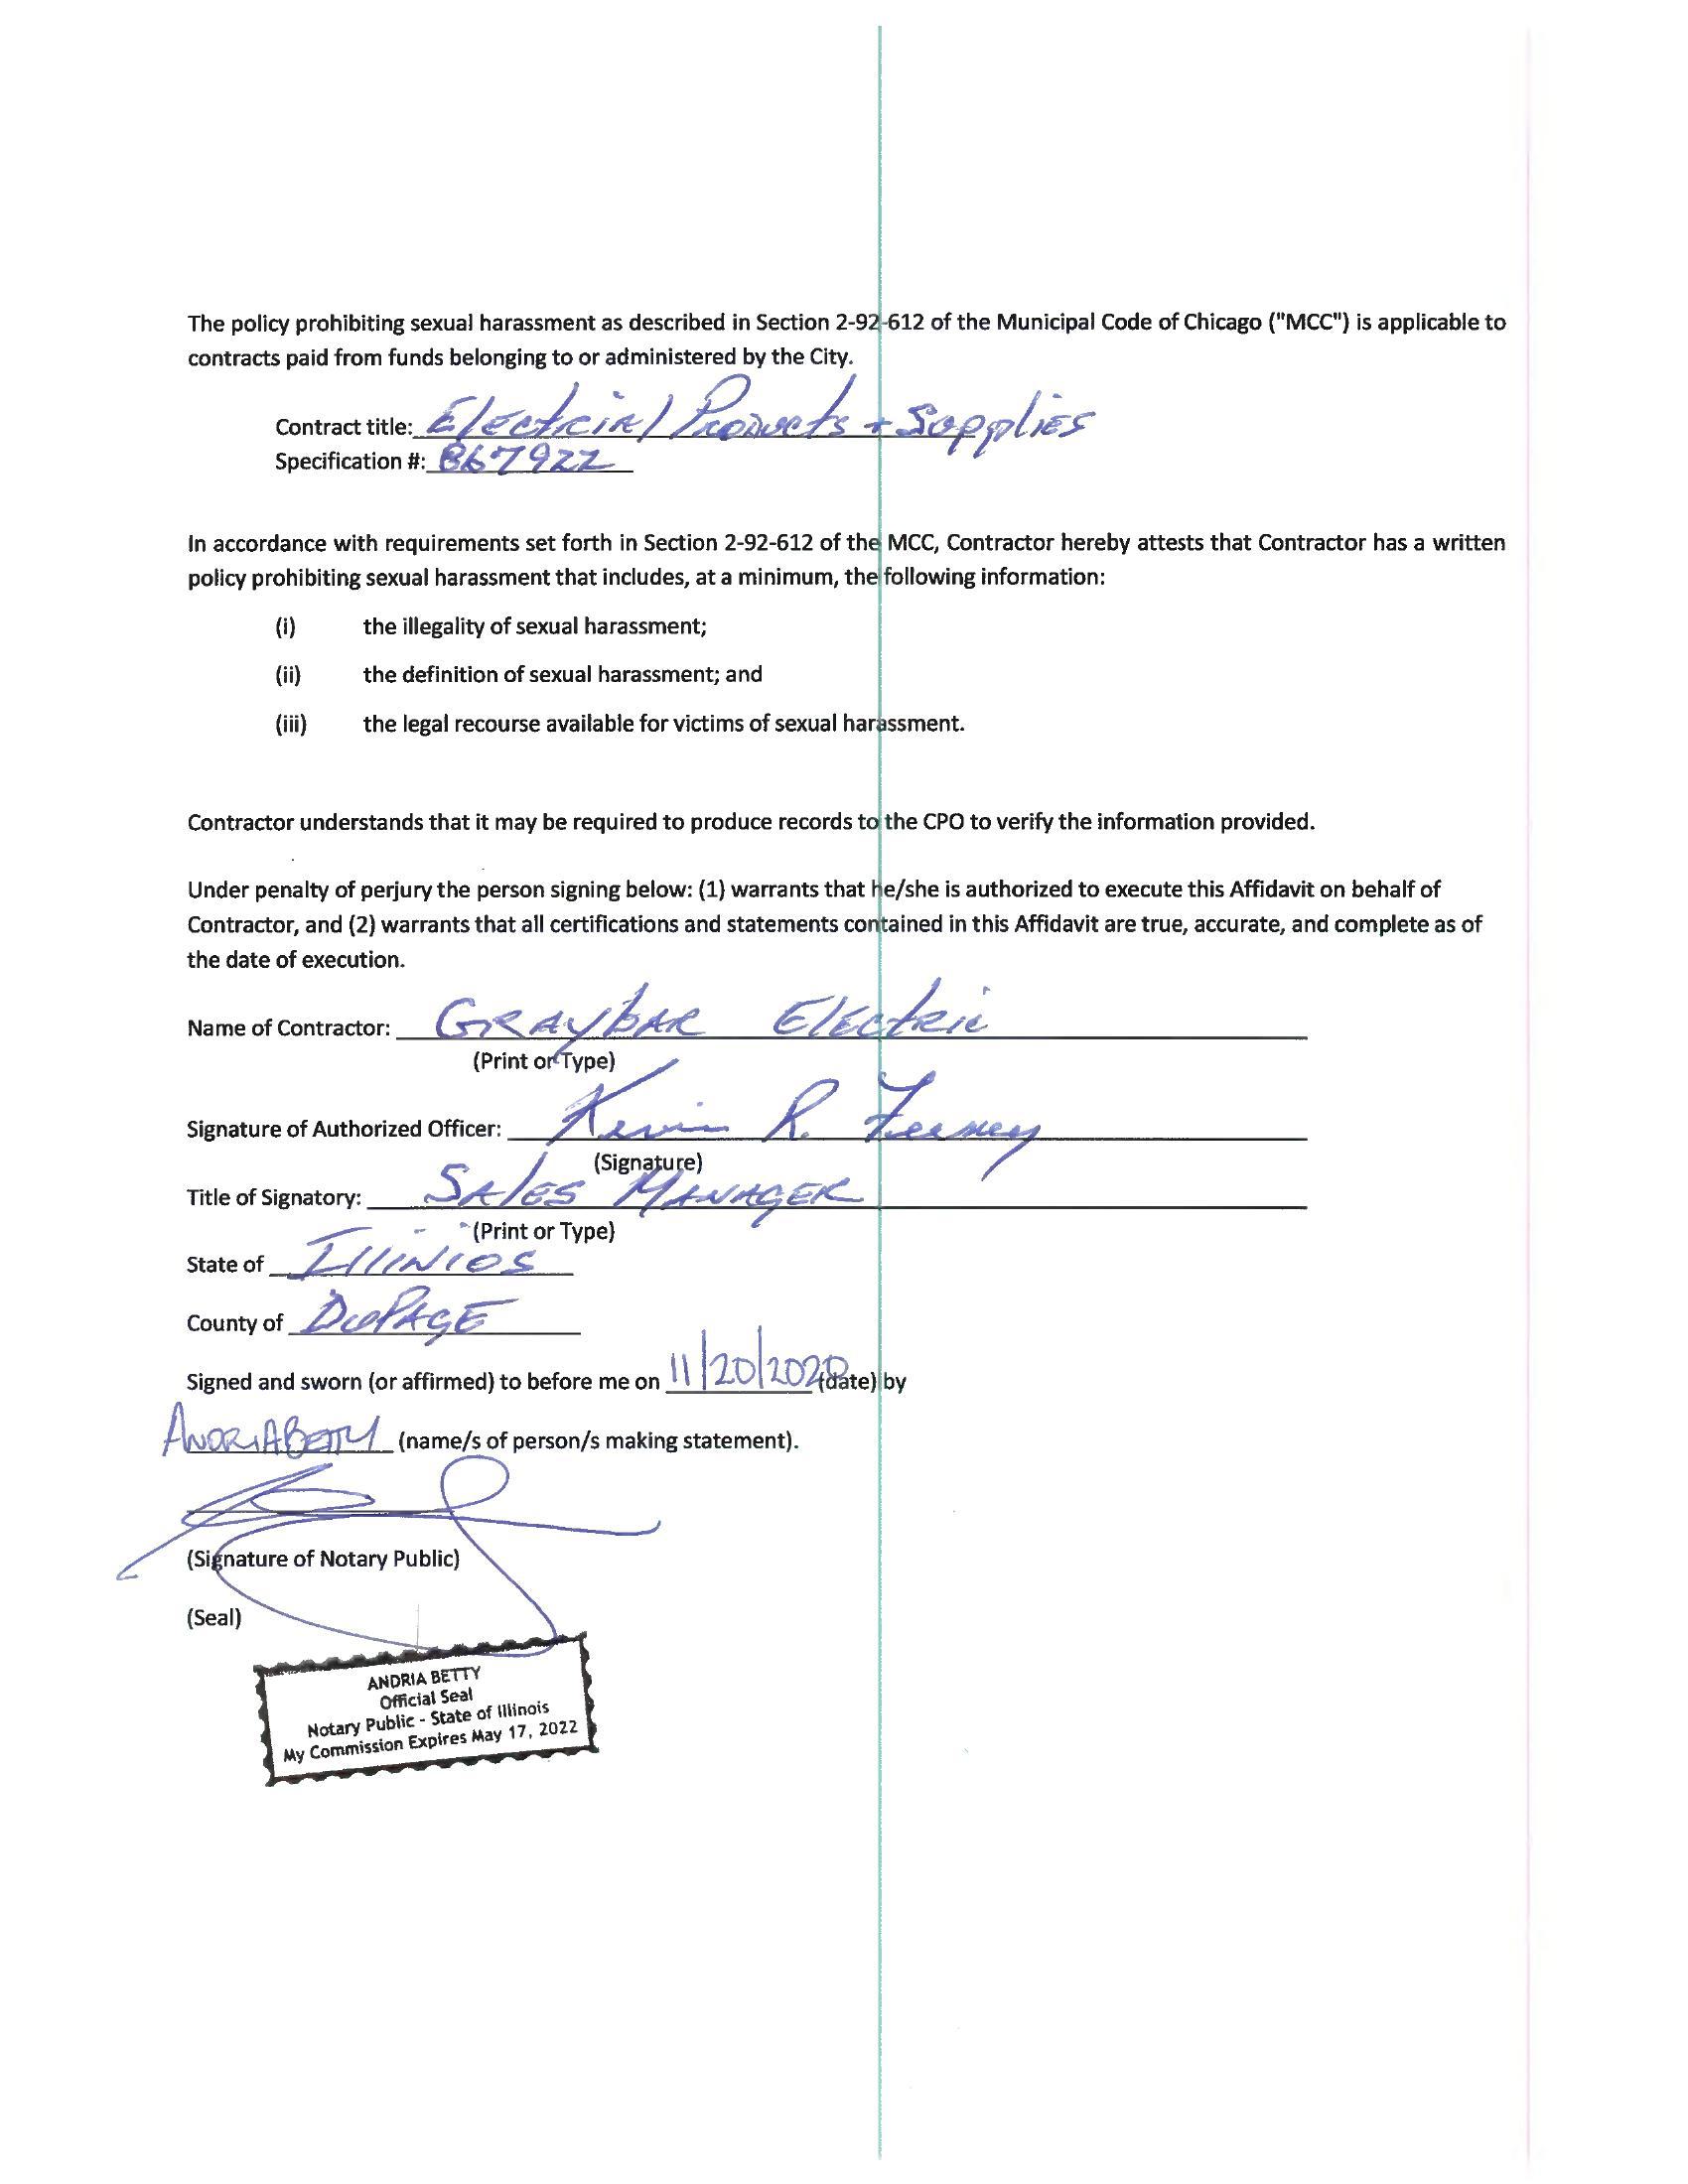 The policy prohibiting sexual harassment as described in Section 2-92-612 of the Municipal Code of Chicago ("MCC") is applicable to
contracts paid from funds belonging to or administered by the City.
Contract title: Electricial Products + Supplies
Specification #: 867922
In accordance with requirements set forth in Section 2-92-612 of the MCC, Contractor hereby attests that Contractor has a written
policy prohibiting sexual harassment that includes, at a minimum, the following information:
(i) the illegality of sexual harassment;
(ii) the definition of sexual harassment; and
(iii) the legal recourse available for victims of sexual harassment.
Contractor understands that it may be required to produce records to the CPO to verify the information provided.
Under penalty of perjury the person signing below: (1) warrants that he/she is authorized to execute this Affidavit on behalf of
Contractor, and (2) warrants that all certifications and statements contained in this Affidavit are true, accurate, and complete as of
the date of execution.
Name of Contractor: GRAYbAR Electric
(Print or Type)
Signature of Authorized Officer: Kevin R.
(Signature)
Title of Signatory: SAlES MANAGER
(Print or Type)
State of IllINIOS
County of DuPAGE
Signed and sworn (or affirmed) to before me on 11/20/2020 (date) by
ANDRIA BETTY (name/s of person/s making statement).
(Signature of Notary Public)
(Seal)
ANDRIA BETTY
Official Seal
Notary Public - State of Illinois
My Commission Expires May 17, 2022